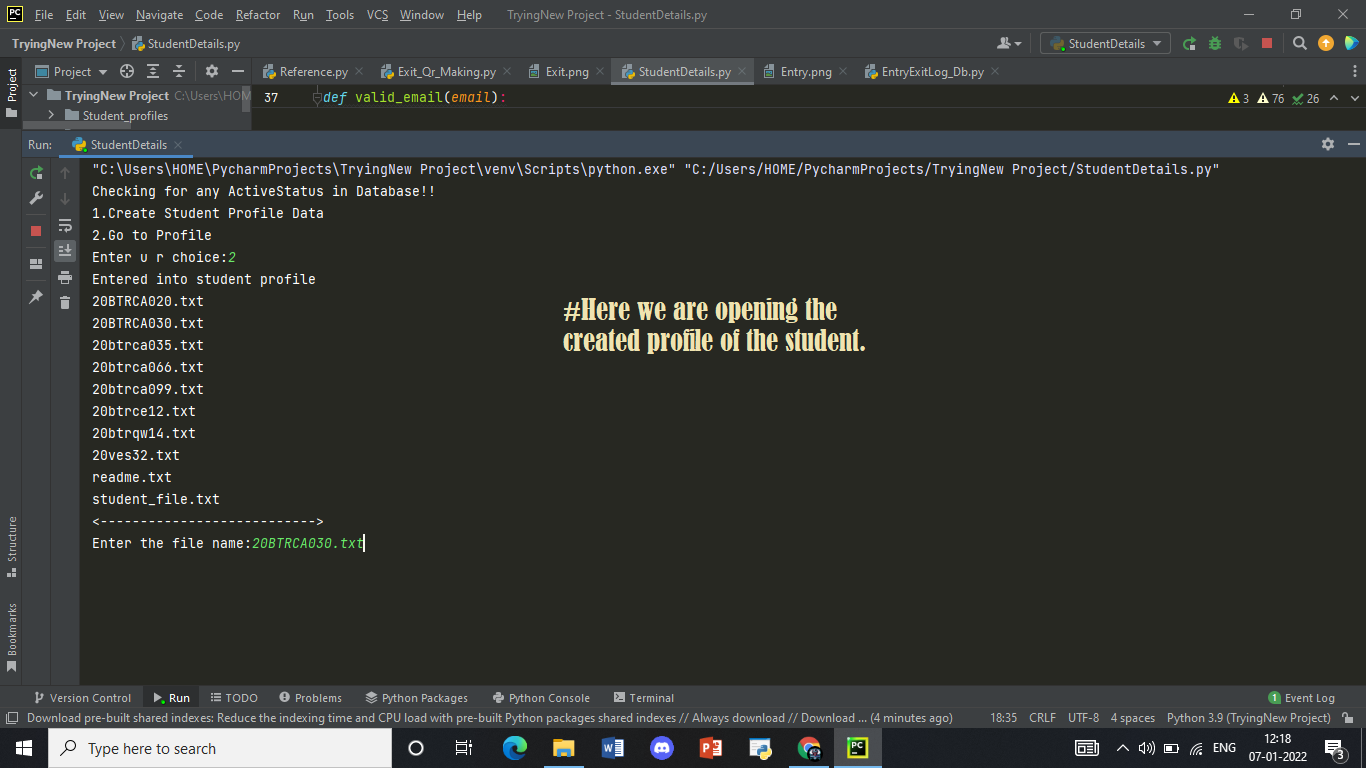 File Edit View Navigate Code Refactor Run Tools VCS Window Help TryingNew Project - StudentDetails.py
TryingNew Project StudentDetails.py StudentDetails
Project Project Reference.py Exit_Qr_Making.py Exit.png StudentDetails.py Entry.png EntryExitLog_Db.py
TryingNew Project C:\Users\HOM 37 def valid_email(email): 3 76 26
Student_profiles
Run: StudentDetails
"C:\Users\HOME\PycharmProjects\TryingNew Project\venv\Scripts\python.exe" "C:/Users/HOME/PycharmProjects/TryingNew Project/StudentDetails.py"
Checking for any ActiveStatus in Database!!
1.Create Student Profile Data
2.Go to Profile
Enter u r choice:2
Entered into student profile
20BTRCA020.txt
20BTRCA030.txt
20btrca035.txt
20btrca066.txt
20btrca099.txt
20btrce12.txt
20btrqw14.txt
20ves32.txt
readme.txt
student_file.txt
<--------------------------->
Enter the file name:20BTRCA030.txt
#Here we are opening the
created profile of the student.
Structure
Bookmarks
Version Control Run TODO Problems Python Packages Python Console Terminal 1 Event Log
Download pre-built shared indexes: Reduce the indexing time and CPU load with pre-built Python packages shared indexes // Always download // Download ... (4 minutes ago) 18:35 CRLF UTF-8 4 spaces Python 3.9 (TryingNew Project)
Type here to search ENG 12:18
07-01-2022 3